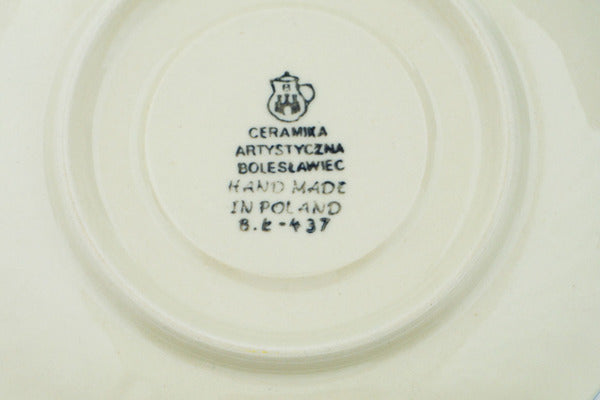 CERAMIKA
ARTYSTYCZNA
BOLESŁAWIEC
HAND MADE
IN POLAND
B.Ł-437